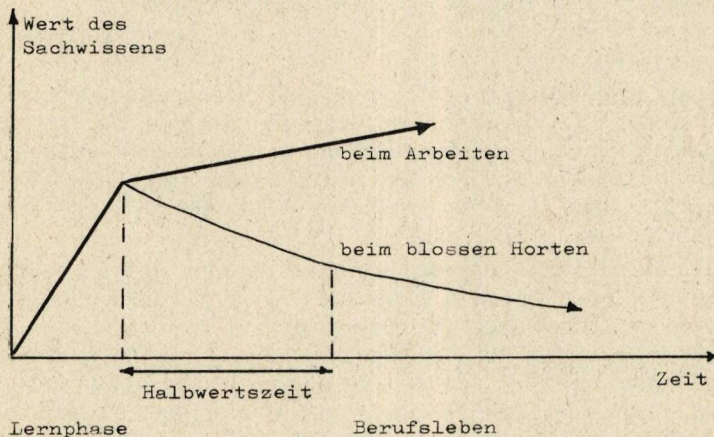 Wert des
Sachwissens
beim Arbeiten
beim blossen Horten
Zeit
Halbwertszeit
Lernphase
Berufsleben